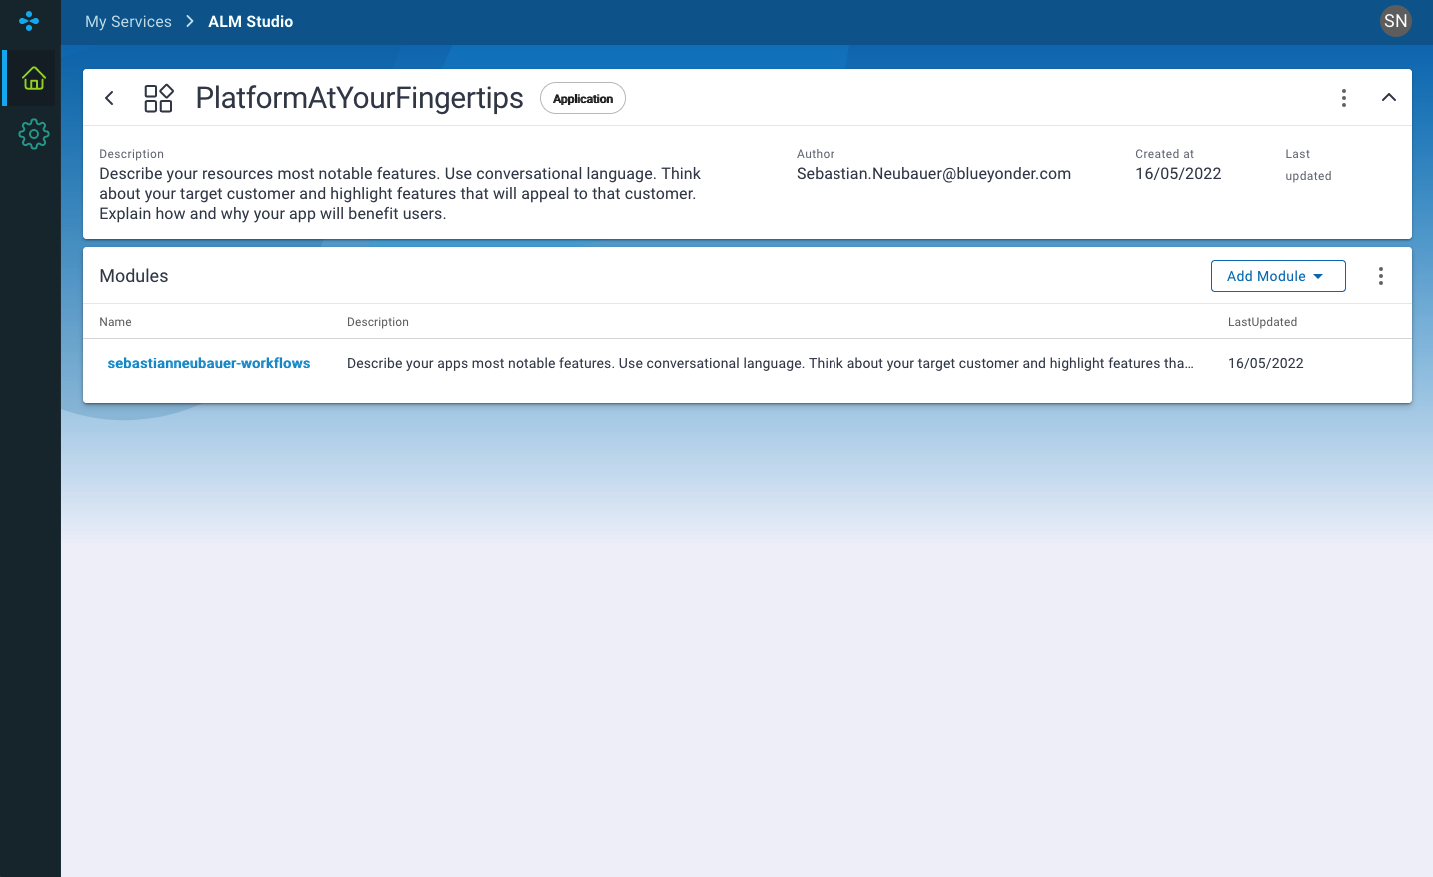 My Services > ALM Studio
SN
PlatformAtYourFingertips Application
Description
Describe your resources most notable features. Use conversational language. Think
about your target customer and highlight features that will appeal to that customer.
Explain how and why your app will benefit users.
Author
Sebastian.Neubauer@blueyonder.com
Created at
16/05/2022
Last
updated
Modules
Add Module
Name Description LastUpdated
sebastianneubauer-workflows Describe your apps most notable features. Use conversational language. Think about your target customer and highlight features tha... 16/05/2022